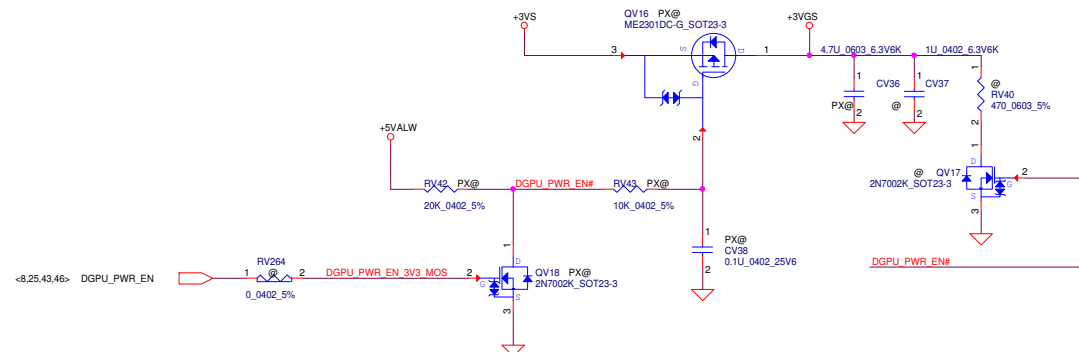 +3VS
QV16 PX@
ME2301DC-G_SOT23-3
+3VGS
3
S
D
1
4.7U_0603_6.3V6K
1U_0402_6.3V6K
G
1
CV36
PX@
2
1
CV37
@
2
1
@
RV40
470_0603_5%
2
+5VALW
2
RV42
PX@
20K_0402_5%
DGPU_PWR_EN#
RV43
PX@
10K_0402_5%
1
D
@
QV17
2N7002K_SOT23-3
G
2
S
3
1
PX@
CV38
0.1U_0402_25V6
2
1
D
<8,25,43,46> DGPU_PWR_EN
1
RV264
@
2
0_0402_5%
DGPU_PWR_EN_3V3_MOS
2
G
QV18 PX@
2N7002K_SOT23-3
S
3
DGPU_PWR_EN#